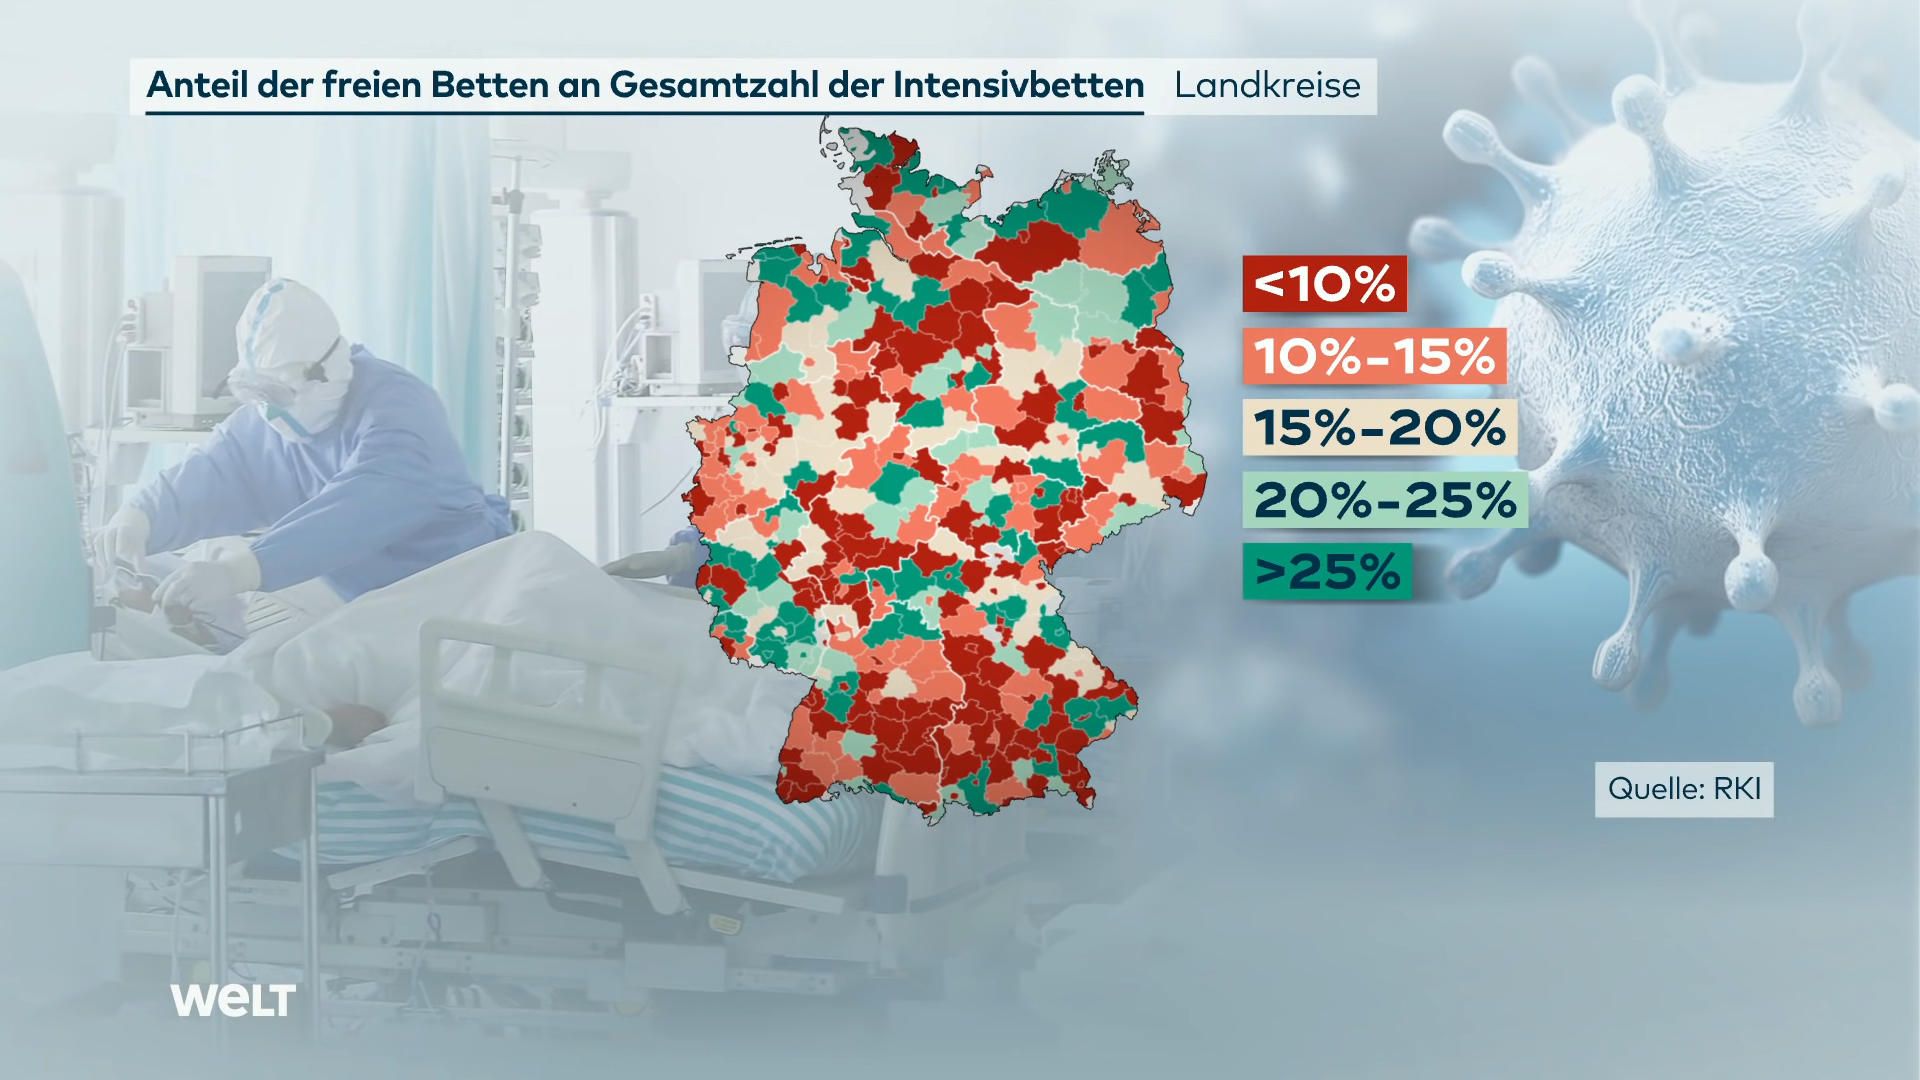 Anteil der freien Betten an Gesamtzahl der Intensivbetten Landkreise
<10%
10%-15%
15%-20%
20%-25%
>25%
Quelle: RKI
WELT